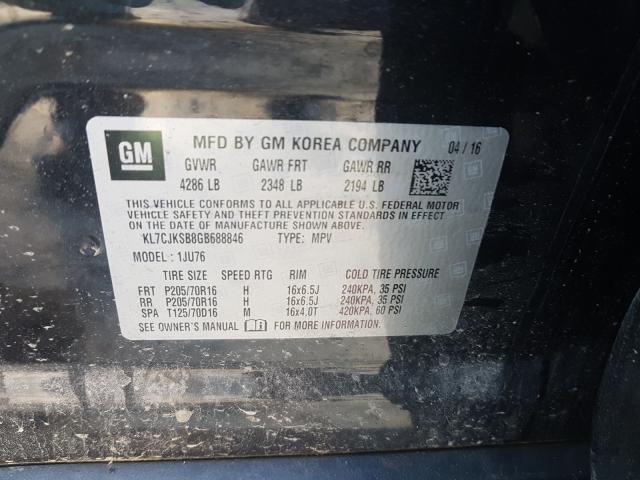 GM MFD BY GM KOREA COMPANY 04 / 16
GVWR GAWR FRT GAWR RR
4286 LB 2348 LB 2194 LB
THIS VEHICLE CONFORMS TO ALL APPLICABLE U.S. FEDERAL MOTOR
VEHICLE SAFETY AND THEFT PREVENTION STANDARDS IN EFFECT
ON THE DATE OF MANUFACTURE SHOWN ABOVE.
KL7CJKSB8GB688846 TYPE: MPV
MODEL : 1JU76
TIRE SIZE SPEED RTG RIM COLD TIRE PRESSURE
FRT P205/70R16 H 16x6.5J 240KPA, 35 PSI
RR P205/70R16 H 16x6.5J 240KPA, 35 PSI
SPA T125/70D16 M 16x4.0T 420KPA, 60 PSI
SEE OWNER'S MANUAL FOR MORE INFORMATION.